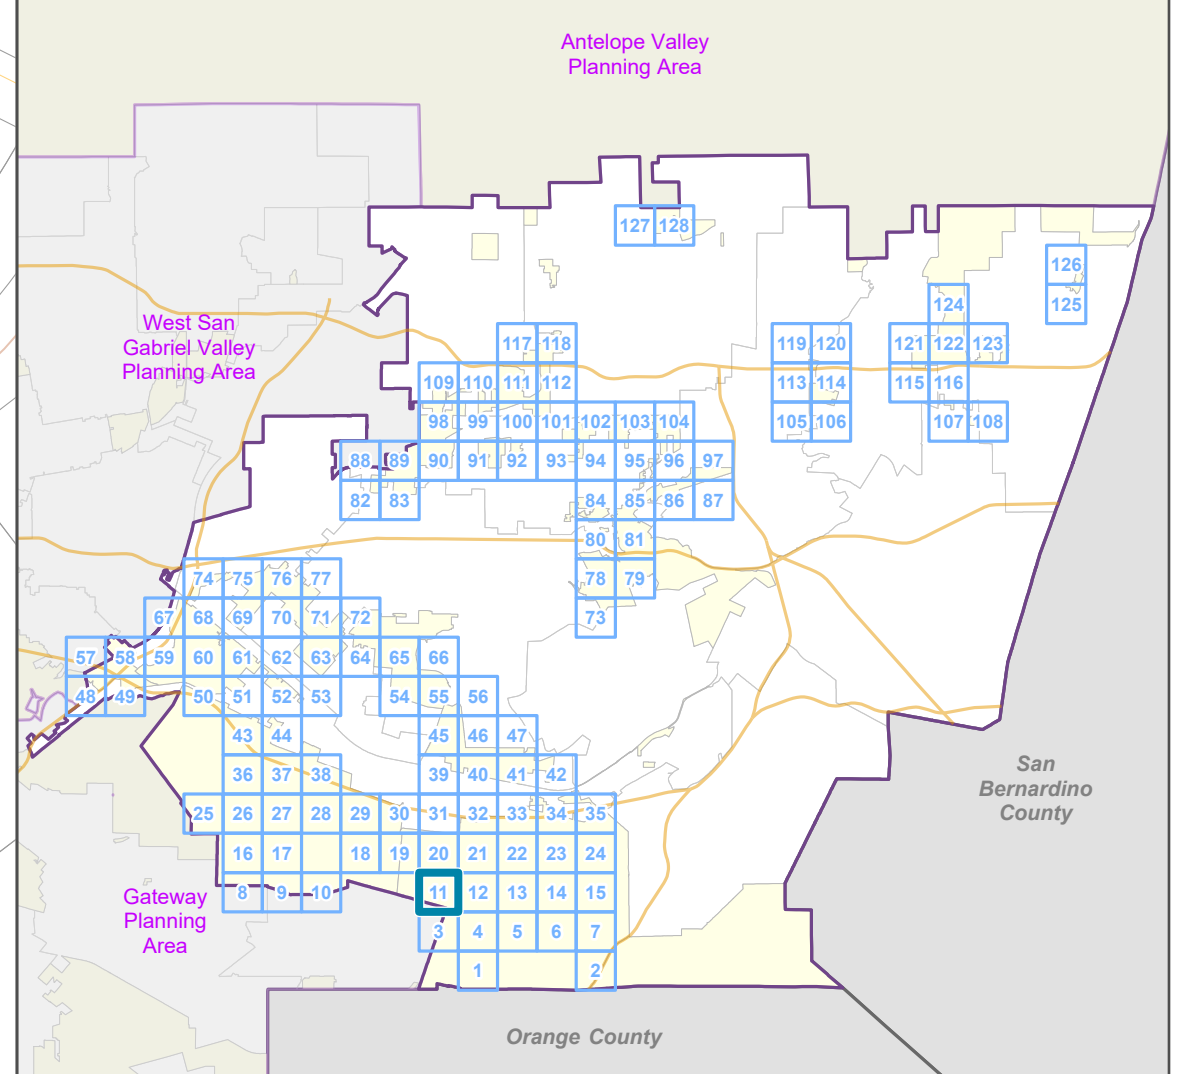 Antelope Valley
Planning Area
127 128
126
124 125
West San
Gabriel Valley
Planning Area
117 118 119 120 121 122 123
109 110 111 112 113 114 115 116
98 99 100 101 102 103 104 105 106 107 108
88 89 90 91 92 93 94 95 96 97
82 83 84 85 86 87
80 81
74 75 76 77 78 79
67 68 69 70 71 72 73
57 58 59 60 61 62 63 64 65 66
48 49 50 51 52 53 54 55 56
43 44 45 46 47
36 37 38 39 40 41 42
San
Bernardino
County
25 26 27 28 29 30 31 32 33 34 35
16 17 18 19 20 21 22 23 24
8 9 10 11 12 13 14 15
Gateway
Planning
Area
3 4 5 6 7
1 2
Orange County